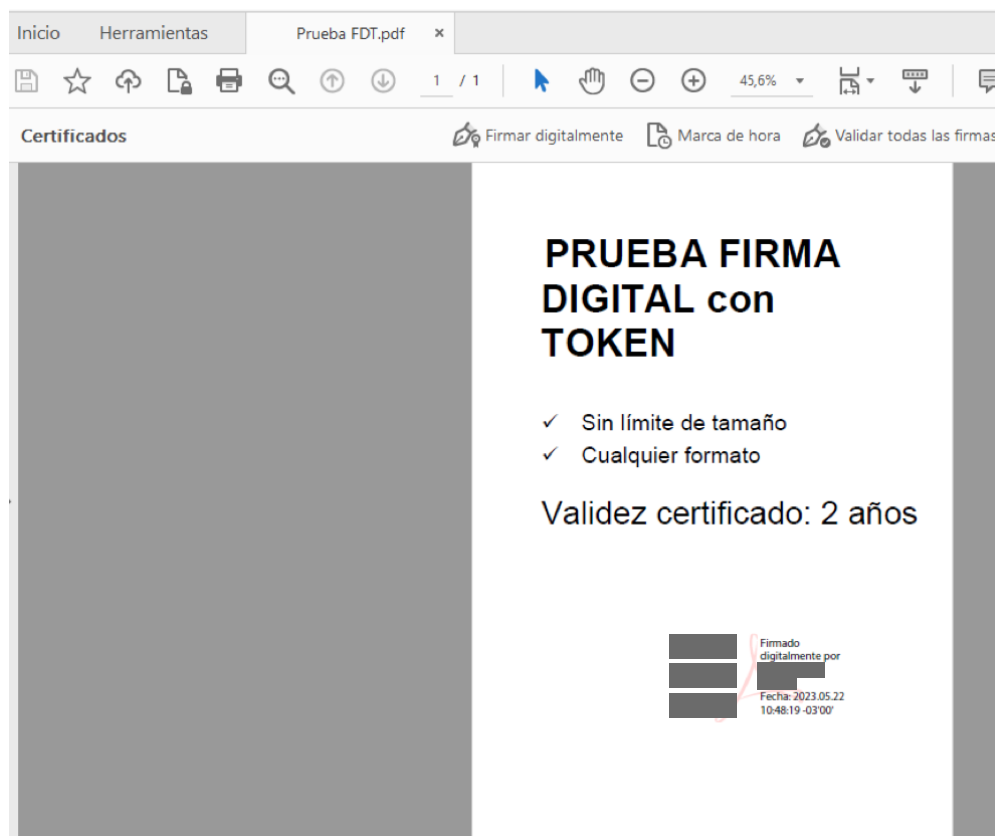 Inicio Herramientas Prueba FDT.pdf ×
1 / 1 45,6%
Certificados Firmar digitalmente Marca de hora Validar todas las firmas
PRUEBA FIRMA
DIGITAL con
TOKEN
✓ Sin límite de tamaño
✓ Cualquier formato
Validez certificado: 2 años
Firmado
digitalmente por
Fecha: 2023.05.22
10:48:19 -03'00'